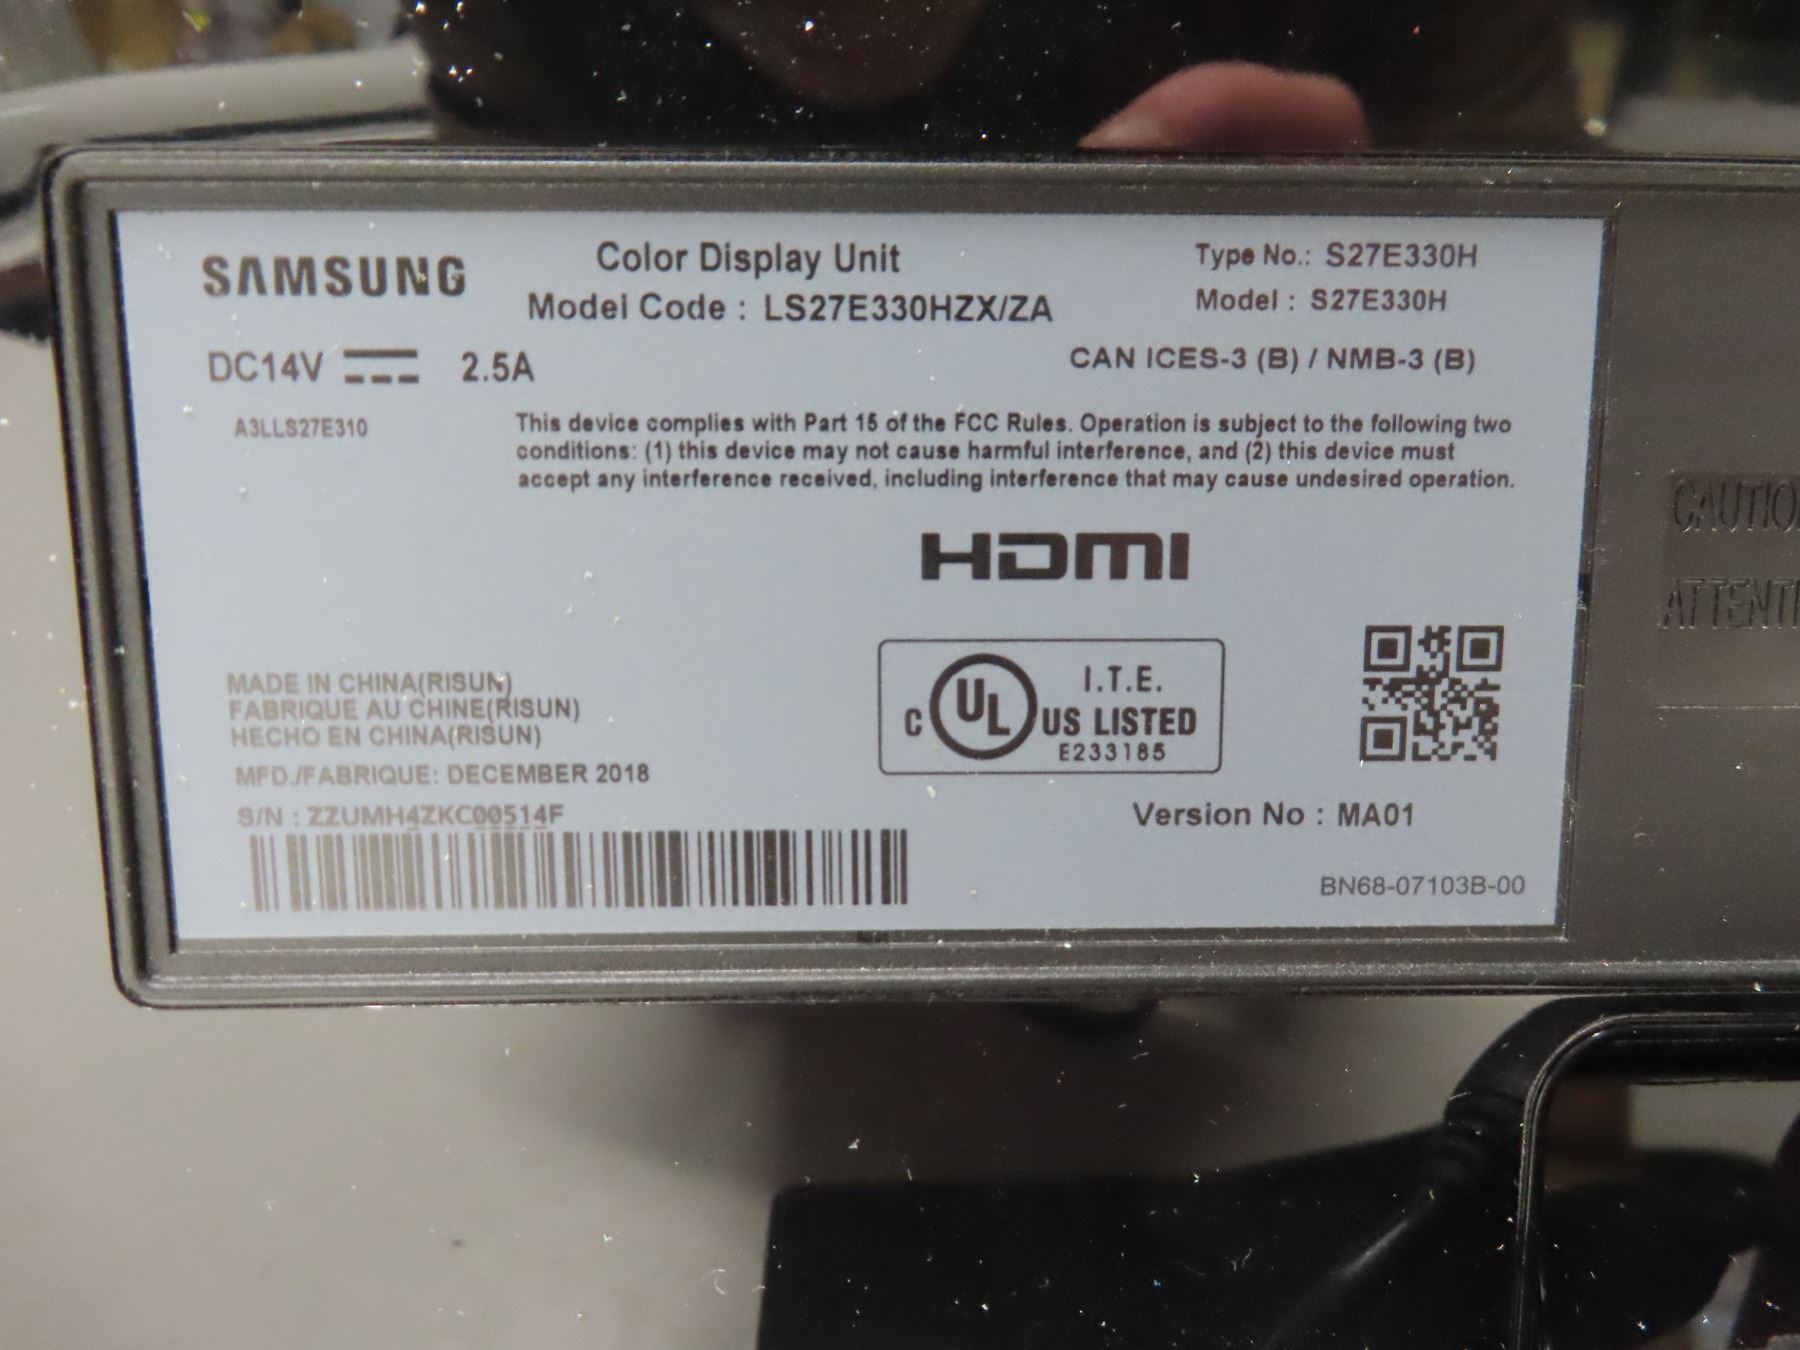 SAMSUNG
Color Display Unit
Model Code : LS27E330HZX/ZA
Type No.: S27E330H
Model : S27E330H
DC14V 2.5A
CAN ICES-3 (B) / NMB-3 (B)
A3LLS27E310
This device complies with Part 15 of the FCC Rules. Operation is subject to the following two
conditions: (1) this device may not cause harmful interference, and (2) this device must
accept any interference received, including interference that may cause undesired operation.
HDMI
C UL US LISTED
I.T.E.
E233185
MADE IN CHINA(RISUN)
FABRIQUE AU CHINE(RISUN)
HECHO EN CHINA(RISUN)
MFD./FABRIQUE: DECEMBER 2018
S/N : ZZUMH4ZKC00514F
Version No : MA01
BN68-07103B-00
CAUTIO
ATTENTI